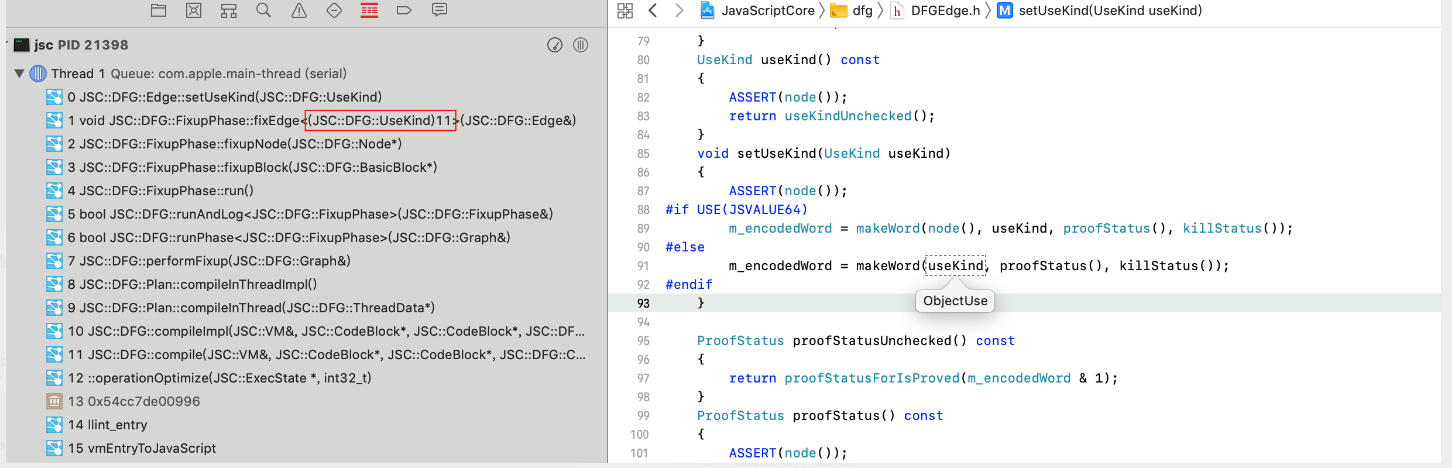 jsc PID 21398
Thread 1 Queue: com.apple.main-thread (serial)
0 JSC::DFG::Edge::setUseKind(JSC::DFG::UseKind)
1 void JSC::DFG::FixupPhase::fixEdge<(JSC::DFG::UseKind)11>(JSC::DFG::Edge&)
2 JSC::DFG::FixupPhase::fixupNode(JSC::DFG::Node*)
3 JSC::DFG::FixupPhase::fixupBlock(JSC::DFG::BasicBlock*)
4 JSC::DFG::FixupPhase::run()
5 bool JSC::DFG::runAndLog<JSC::DFG::FixupPhase>(JSC::DFG::FixupPhase&)
6 bool JSC::DFG::runPhase<JSC::DFG::FixupPhase>(JSC::DFG::Graph&)
7 JSC::DFG::performFixup(JSC::DFG::Graph&)
8 JSC::DFG::Plan::compileInThreadImpl()
9 JSC::DFG::Plan::compileInThread(JSC::DFG::ThreadData*)
10 JSC::DFG::compileImpl(JSC::VM&, JSC::CodeBlock*, JSC::CodeBlock*, JSC::DF...
11 JSC::DFG::compile(JSC::VM&, JSC::CodeBlock*, JSC::CodeBlock*, JSC::DFG::C...
12 ::operationOptimize(JSC::ExecState *, int32_t)
13 0x54cc7de00996
14 llint_entry
15 vmEntryToJavaScript
JavaScriptCore dfg DFGEdge.h M setUseKind(UseKind useKind)
79 }
80 UseKind useKind() const
81 {
82 ASSERT(node());
83 return useKindUnchecked();
84 }
85 void setUseKind(UseKind useKind)
86 {
87 ASSERT(node());
88 #if USE(JSVALUE64)
89 m_encodedWord = makeWord(node(), useKind, proofStatus(), killStatus());
90 #else
91 m_encodedWord = makeWord(useKind, proofStatus(), killStatus());
92 #endif
ObjectUse
93 }
94
95 ProofStatus proofStatusUnchecked() const
96 {
97 return proofStatusForIsProved(m_encodedWord & 1);
98 }
99 ProofStatus proofStatus() const
100 {
101 ASSERT(node());